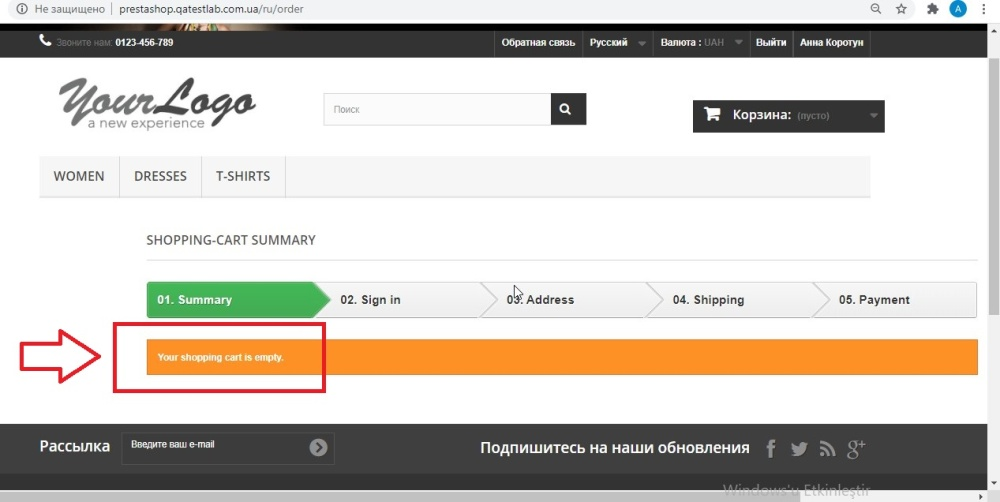 Не защищено | prestashop.qatestlab.com.ua/ru/order
A
Звоните нам: 0123-456-789
Обратная связь
Русский
Валюта : UAH
Выйти
Анна Коротун
YourLogo
a new experience
Поиск
Корзина: (пусто)
WOMEN
DRESSES
T-SHIRTS
SHOPPING-CART SUMMARY
01. Summary
02. Sign in
03. Address
04. Shipping
05. Payment
Your shopping cart is empty.
Рассылка
Введите ваш e-mail
Подпишитесь на наши обновления
f
g+
Windows'u Etkinleştir